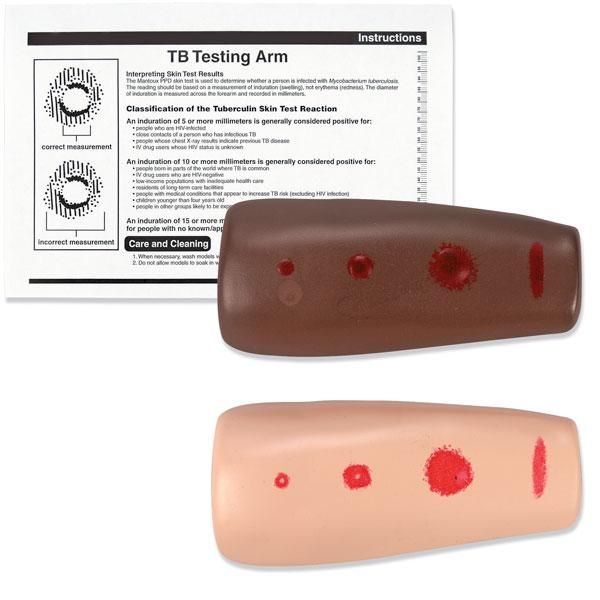 Instructions
TB Testing Arm
Interpreting Skin Test Results
The Mantoux PPD skin test is used to determine whether a person is infected with Mycobacterium tuberculosis.
The reading should be based on a measurement of induration (swelling), not erythema (redness). The diameter
of induration is measured across the forearm and recorded in millimeters.
Classification of the Tuberculin Skin Test Reaction
An induration of 5 or more millimeters is generally considered positive for:
• people who are HIV-infected
• close contacts of a person who has infectious TB
• people whose chest X-ray results indicate previous TB disease
• IV drug users whose HIV status is unknown
correct measurement
An induration of 10 or more millimeters is generally considered positive for:
• people born in parts of the world where TB is common
• IV drug users who are HIV-negative
• low-income populations with inadequate health care
• residents of long-term care facilities
• people with medical conditions that appear to increase TB risk (excluding HIV infection)
• children younger than four years old
• people in other groups likely to be
incorrect measurement
An induration of 15 or more
for people with no known
Care and Cleaning
1. When necessary, wash models
2. Do not allow models to soak in